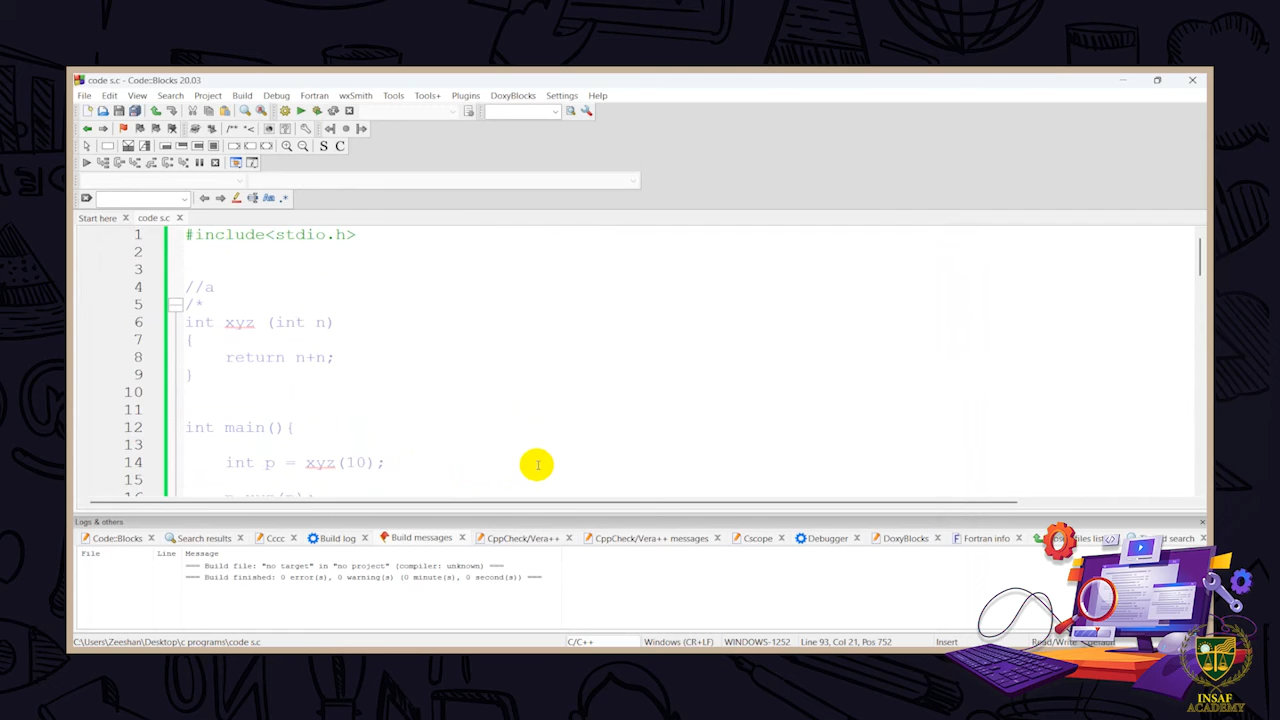 code s.c - Code::Blocks 20.03
File Edit View Search Project Build Debug Fortran wxSmith Tools Tools+ Plugins DoxyBlocks Settings Help
Start here code s.c
1 #include<stdio.h>
2
3
4 //a
5 /*
6 int xyz (int n)
7 {
8 return n+n;
9 }
10
11
12 int main(){
13
14 int p = xyz(10);
15
Logs & others
Code::Blocks Search results Cccc Build log Build messages CppCheck/Vera++ CppCheck/Vera++ messages Cscope Debugger DoxyBlocks Fortran info
File Line Message
=== Build file: "no target" in "no project" (compiler: unknown) ===
=== Build finished: 0 error(s), 0 warning(s) (0 minute(s), 0 second(s)) ===
C:\Users\Zeeshan\Desktop\c programs\code s.c C/C++ Windows (CR+LF) WINDOWS-1252 Line 93, Col 21, Pos 752 Insert Read/Write
INSAF
ACADEMY